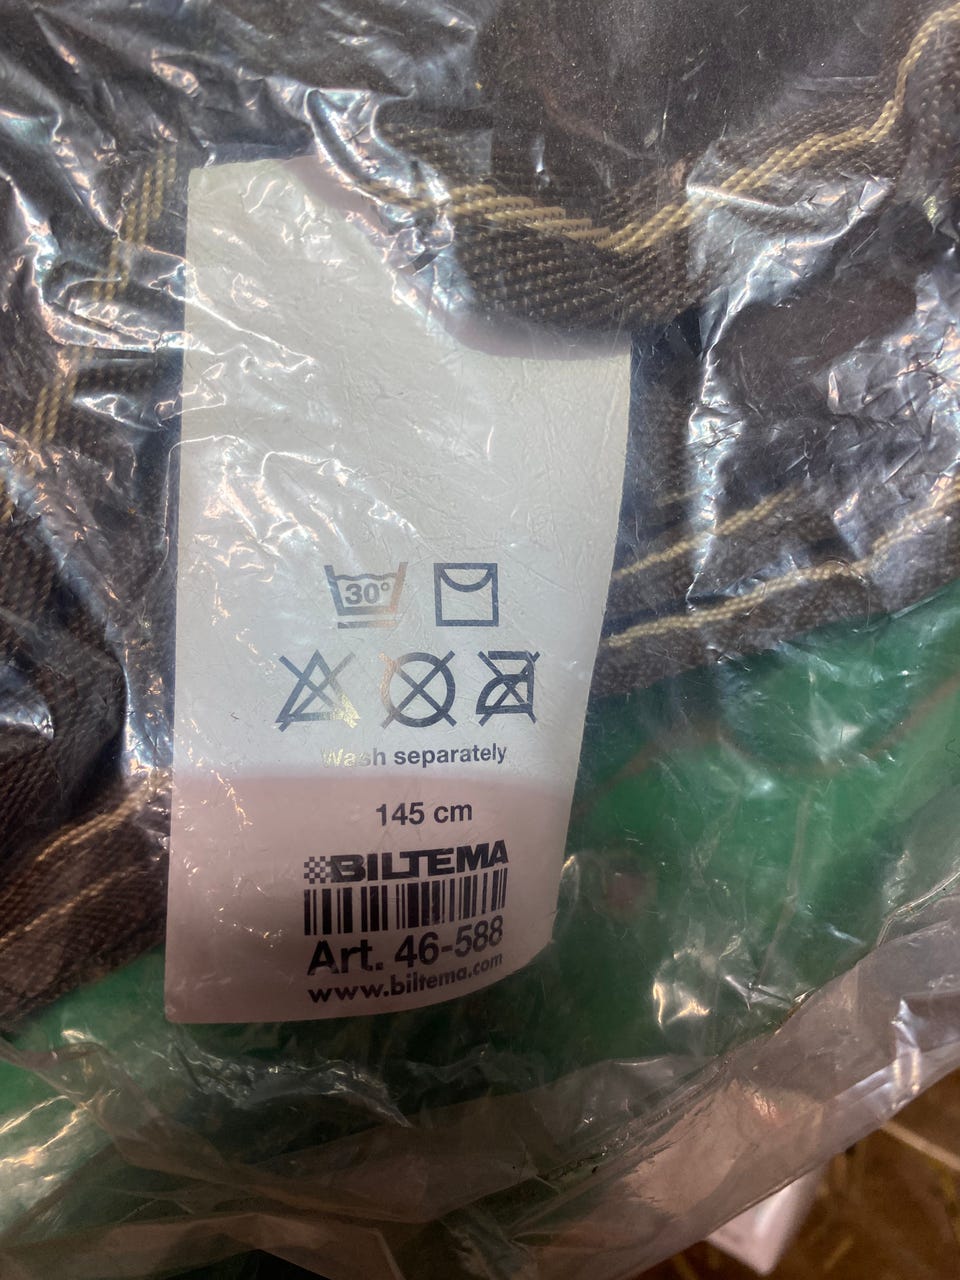 30°
Wash separately
145 cm
BILTEMA
Art. 46-588
www.biltema.com